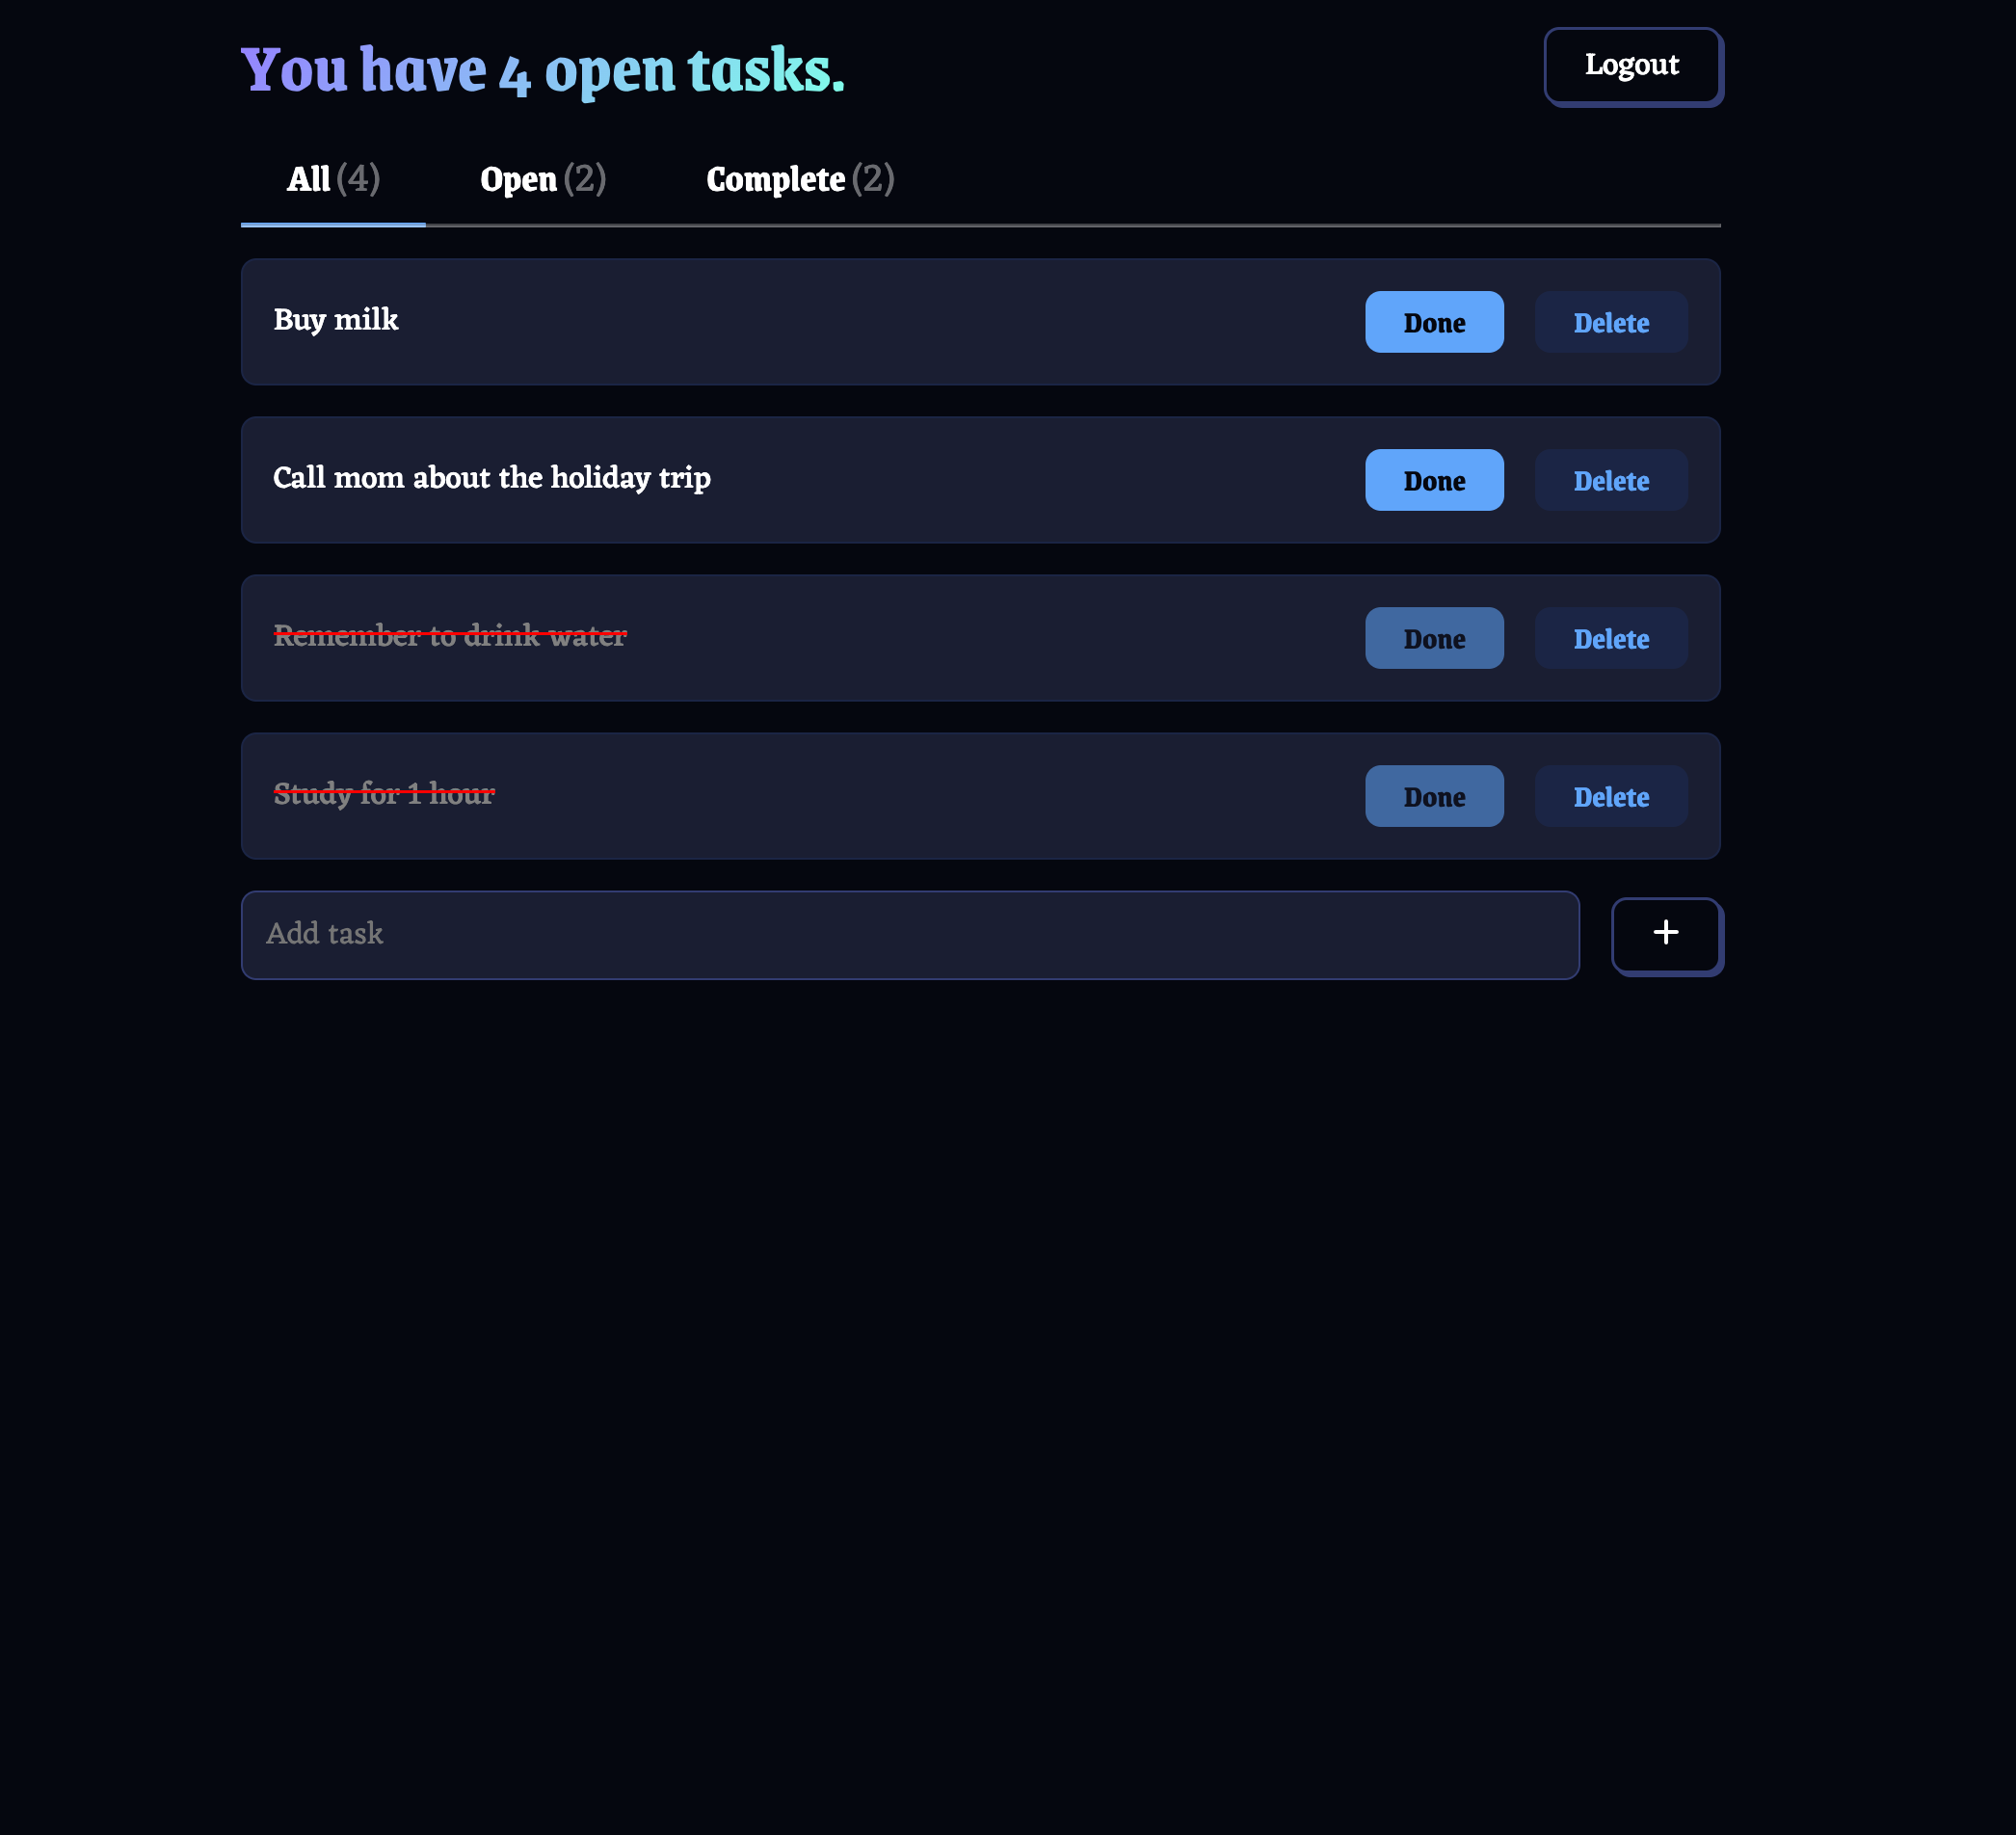 You have 4 open tasks.
Logout
All (4) Open (2) Complete (2)
Buy milk Done Delete
Call mom about the holiday trip Done Delete
Remember to drink water Done Delete
Study for 1 hour Done Delete
Add task +